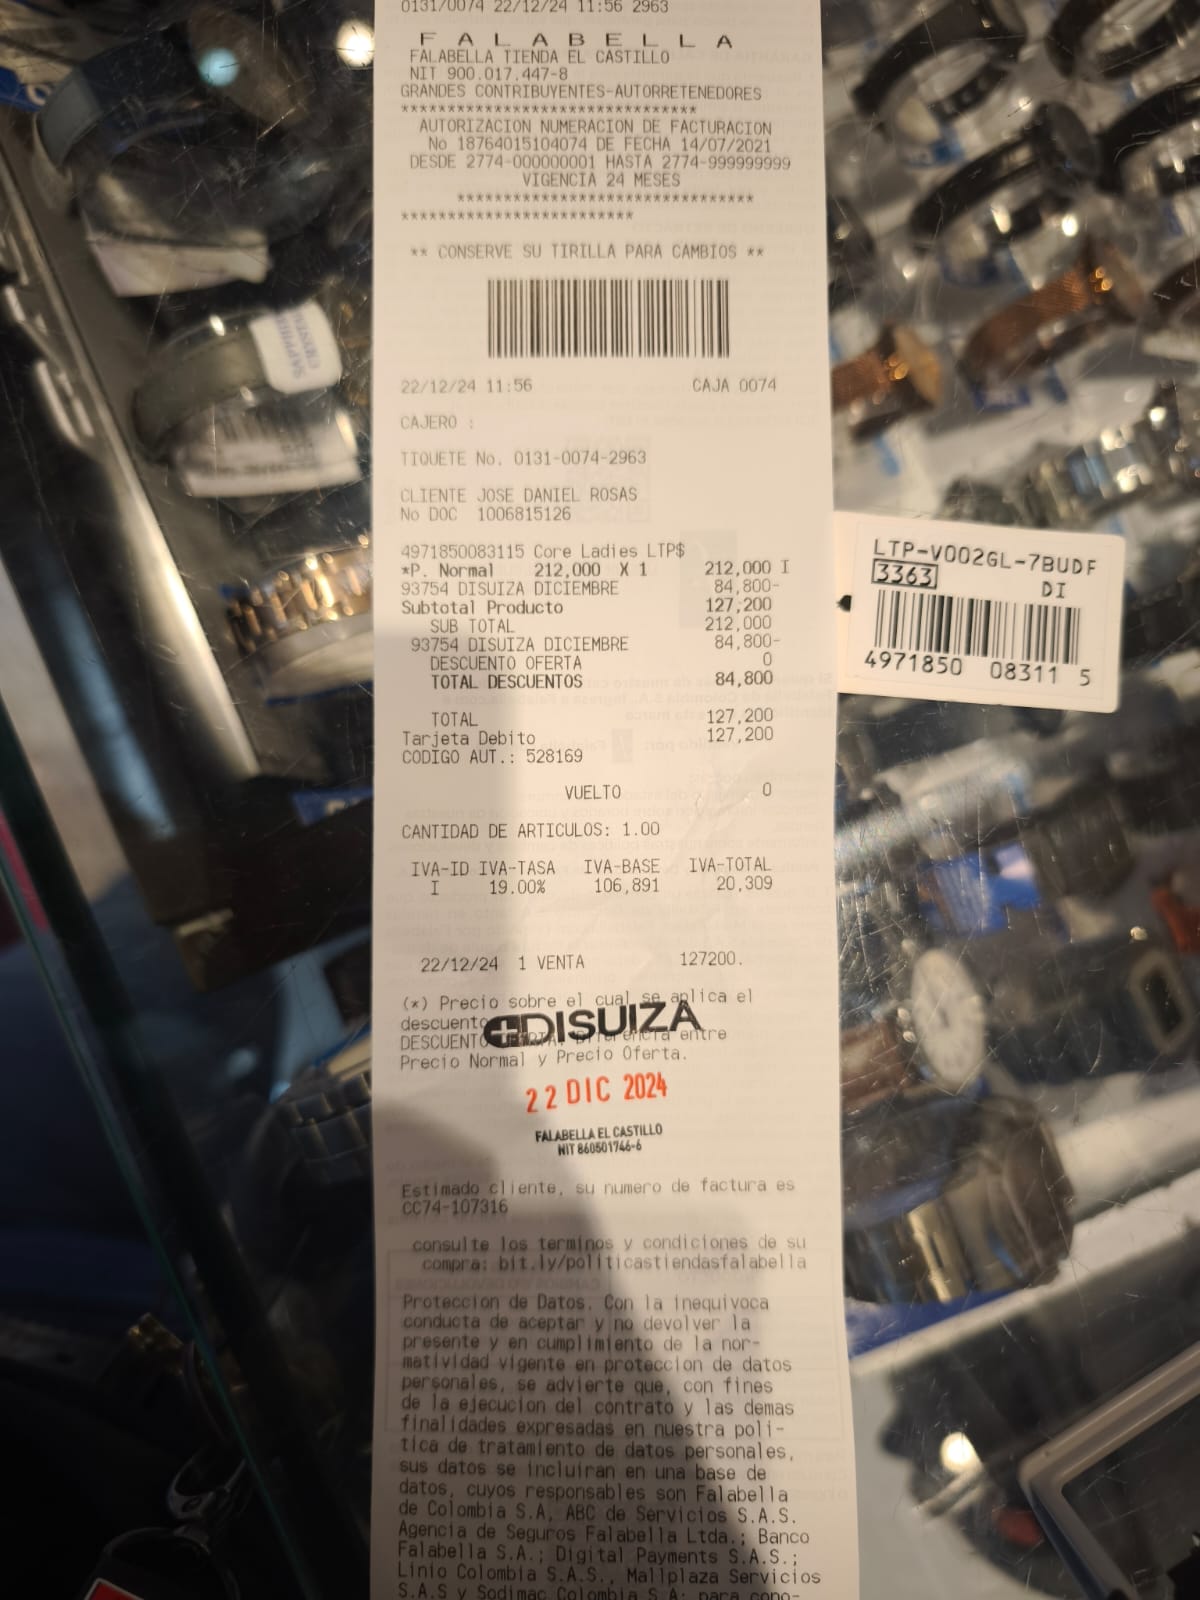 0131/0074 22/12/24 11:56 2963
FALABELLA
FALABELLA TIENDA EL CASTILLO
NIT 900.017.447-8
GRANDES CONTRIBUYENTES-AUTORRETENEDORES
********************************
AUTORIZACION NUMERACION DE FACTURACION
No 18764015104074 DE FECHA 14/07/2021
DESDE 2774-000000001 HASTA 2774-999999999
VIGENCIA 24 MESES
********************************
*************************
** CONSERVE SU TIRILLA PARA CAMBIOS **
22/12/24 11:56 CAJA 0074
CAJERO :
TIQUETE No. 0131-0074-2963
CLIENTE JOSE DANIEL ROSAS
No DOC 1006815126
4971850083115 Core Ladies LTP$
*P. Normal 212,000 X 1 212,000 I
93754 DISUIZA DICIEMBRE 84,800-
Subtotal Producto 127,200
SUB TOTAL 212,000
93754 DISUIZA DICIEMBRE 84,800-
DESCUENTO OFERTA 0
TOTAL DESCUENTOS 84,800
TOTAL 127,200
Tarjeta Debito 127,200
CODIGO AUT.: 528169
VUELTO 0
CANTIDAD DE ARTICULOS: 1.00
IVA-ID IVA-TASA IVA-BASE IVA-TOTAL
I 19.00% 106,891 20,309
22/12/24 1 VENTA 127200.
(*) Precio sobre el cual se aplica el
descuento
DISUIZA
DESCUENTO OFERTA: Diferencia entre
Precio Normal y Precio Oferta.
22 DIC 2024
FALABELLA EL CASTILLO
NIT 860501746-6
Estimado cliente, su numero de factura es
CC74-107316
consulte los terminos y condiciones de su
compra: bit.ly/politicastiendasfalabella
Proteccion de Datos. Con la inequivoca
conducta de aceptar y no devolver la
presente y en cumplimiento de la nor-
matividad vigente en proteccion de datos
personales, se advierte que, con fines
de la ejecucion del contrato y las demas
finalidades expresadas en nuestra poli-
tica de tratamiento de datos personales,
sus datos se incluiran en una base de
datos, cuyos responsables son Falabella
de Colombia S.A, ABC de Servicios S.A.S.
Agencia de Seguros Falabella Ltda.; Banco
Falabella S.A.; Digital Payments S.A.S.;
Linio Colombia S.A.S., Mallplaza Servicios
S.A.S y Sodimac Colombia S.A; para cono-
LTP-V002GL-7BUDF
3363 DI
4971850 08311 5
SAPPHIRE
CRYSTAL